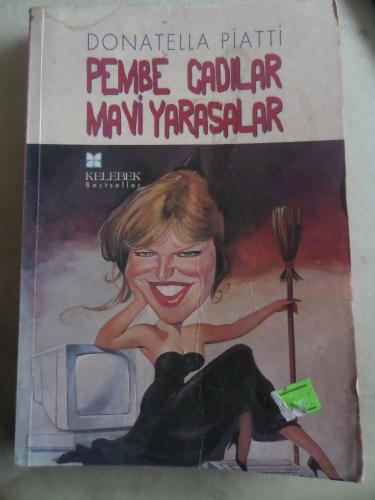 DONATELLA PİATTİ
PEMBE CADILAR
MAVİ YARASALAR
KELEBEK
Bestseller